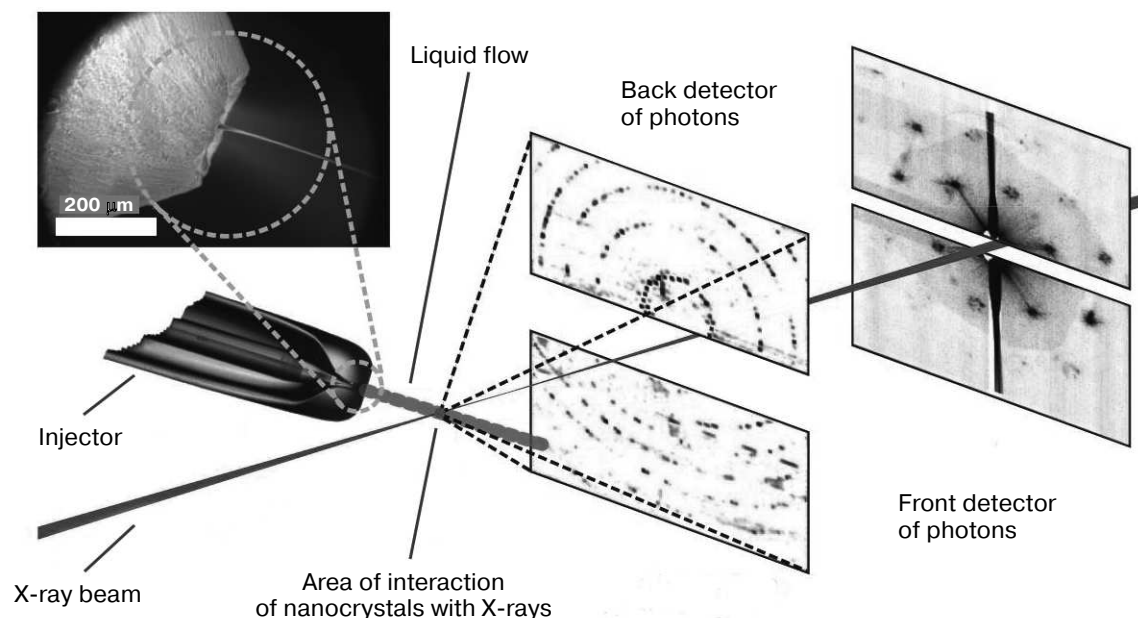 Liquid flow
Back detector
of photons
200 μm
Injector
Front detector
of photons
X-ray beam
Area of interaction
of nanocrystals with X-rays